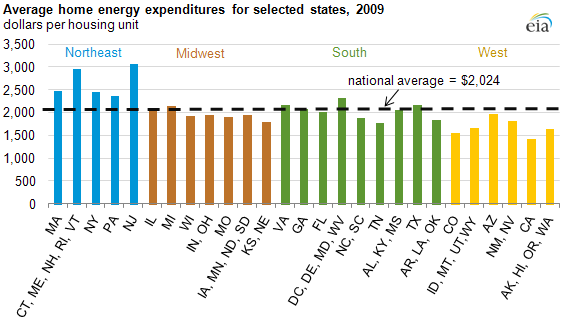 Average home energy expenditures for selected states, 2009
dollars per housing unit
eia
3,500
3,000
2,500
2,000
1,500
1,000
500
0
Northeast
Midwest
South
West
national average = $2,024
MA
CT, ME, NH, RI, VT
NY
PA
NJ
IL
MI
WI
IN, OH
MO
IA, MN, ND, SD
KS, NE
VA
GA
FL
DC, DE, MD, WV
NC, SC
TN
AL, KY, MS
TX
AR, LA, OK
CO
ID, MT, UT,WY
AZ
NM, NV
CA
AK, HI, OR, WA